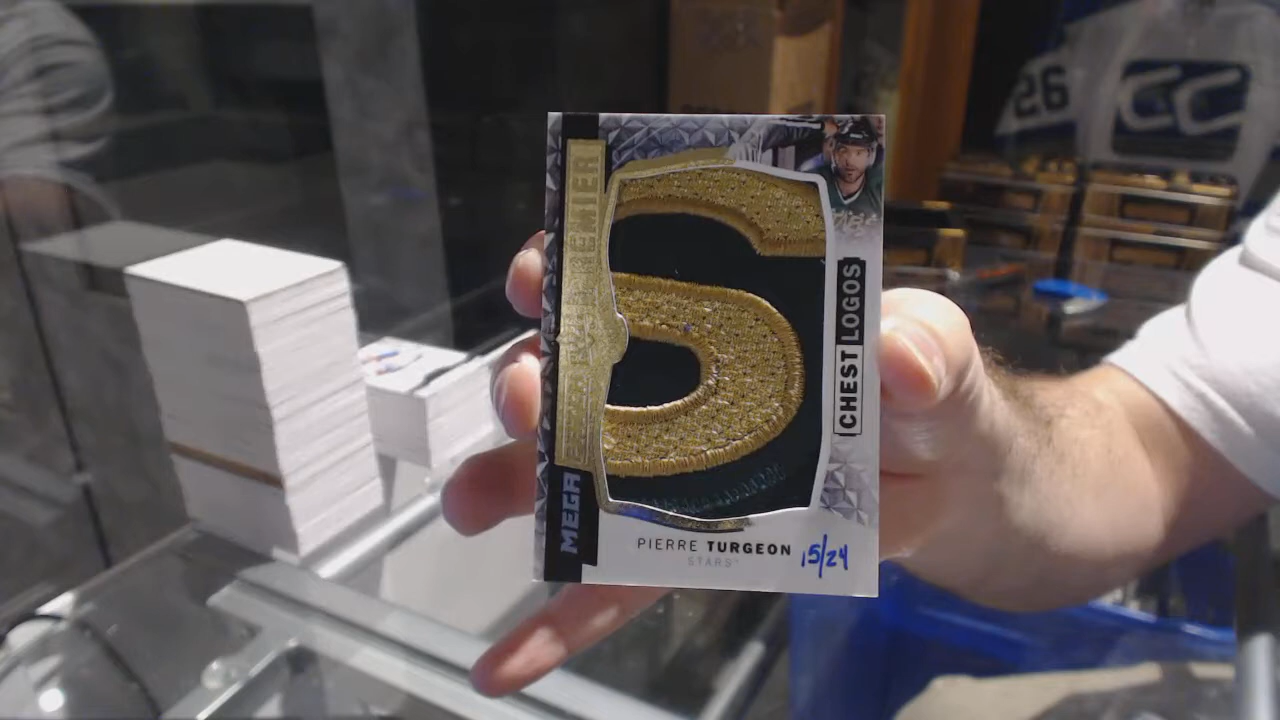 PREMIER
MEGA
CHEST LOGOS
PIERRE TURGEON
STARS
15/24
26